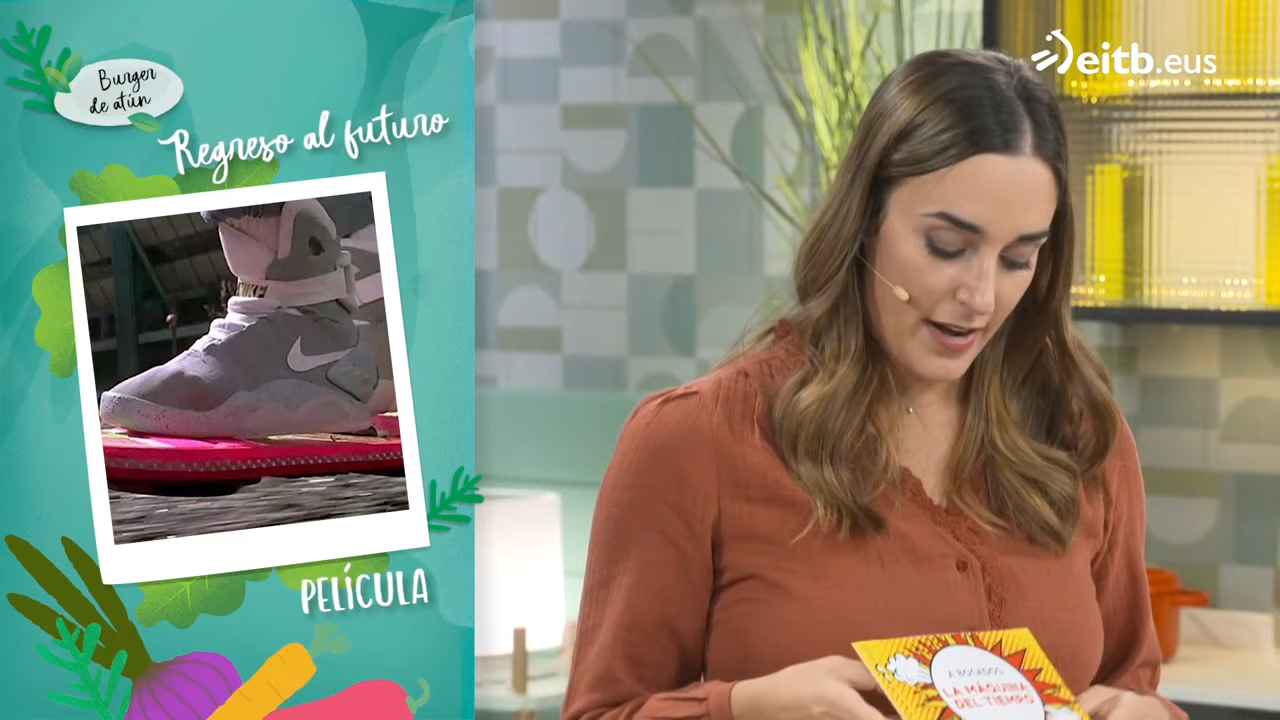 Burger
de atún
Regreso al futuro
PELÍCULA
eitb.eus
A BOCADOS
LA MÁQUINA
DEL TIEMPO